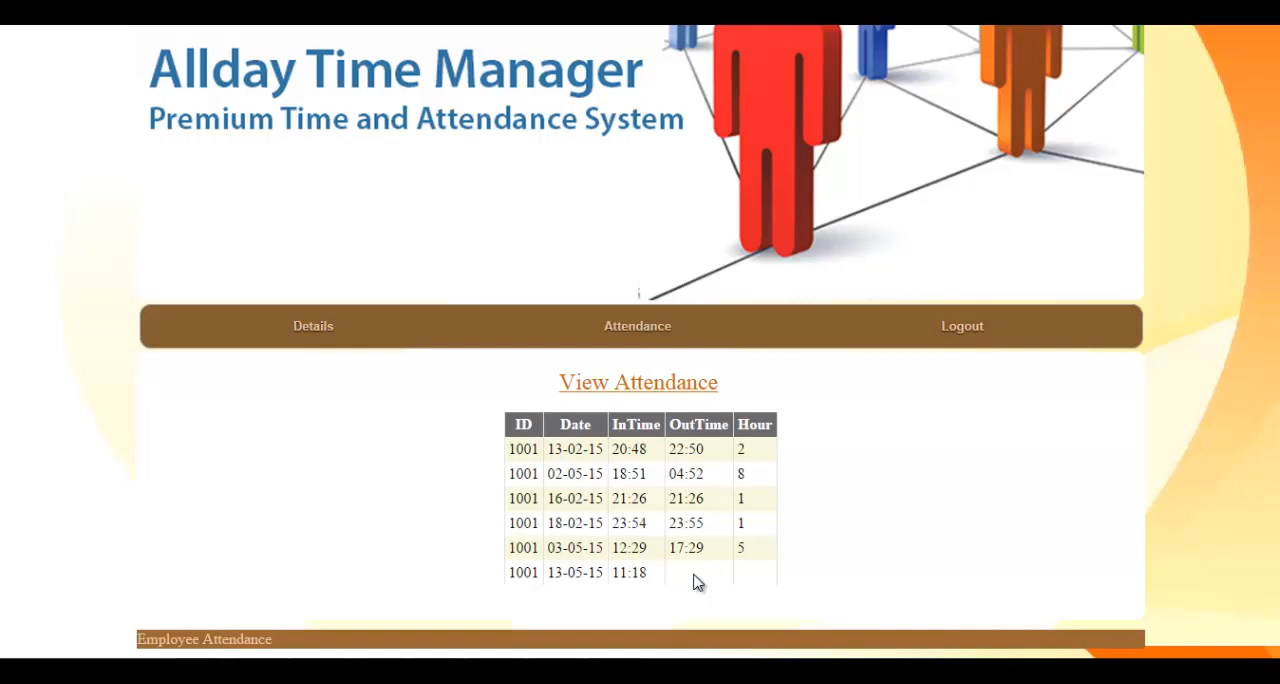 Allday Time Manager
Premium Time and Attendance System
Details Attendance Logout
View Attendance
ID Date InTime OutTime Hour
1001 13-02-15 20:48 22:50 2
1001 02-05-15 18:51 04:52 8
1001 16-02-15 21:26 21:26 1
1001 18-02-15 23:54 23:55 1
1001 03-05-15 12:29 17:29 5
1001 13-05-15 11:18
Employee Attendance